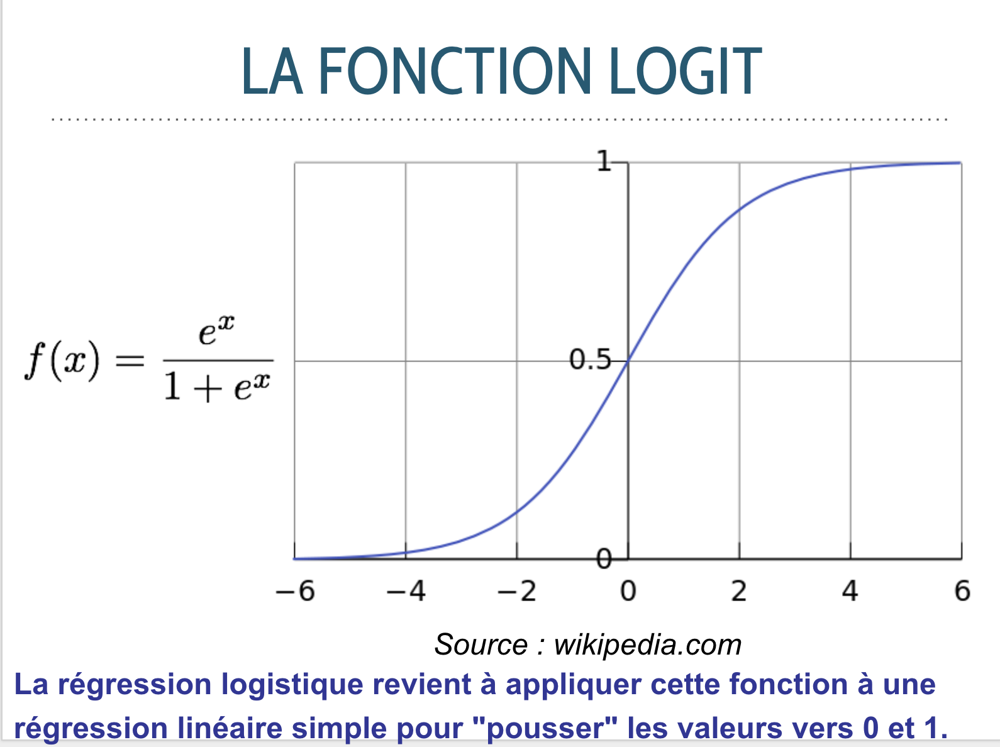 LA FONCTION LOGIT
1
0.5
f(x) = e^x / (1 + e^x)
0
−6 −4 −2 0 2 4 6
Source : wikipedia.com
La régression logistique revient à appliquer cette fonction à une
régression linéaire simple pour "pousser" les valeurs vers 0 et 1.